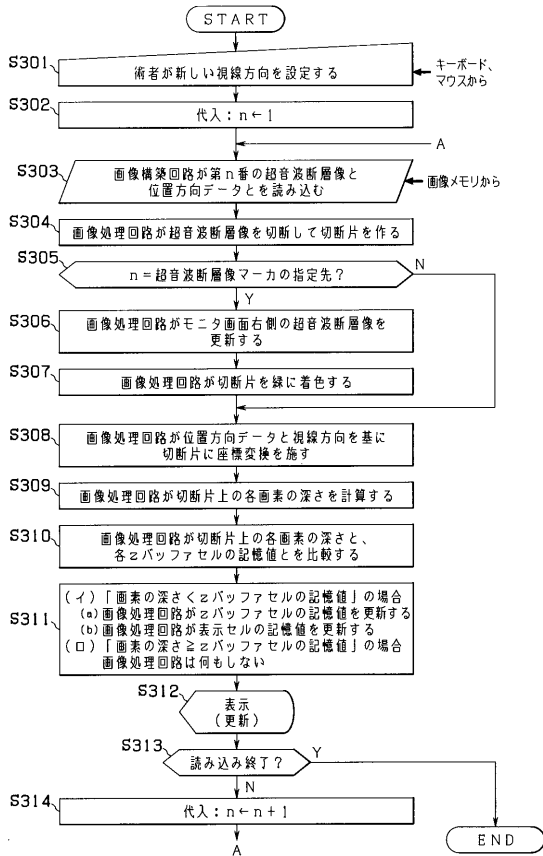 START
S301
術者が新しい視線方向を設定する
キーボード、
マウスから
S302
代入：n←1
A
S303
画像構築回路が第n番の超音波断層像と
位置方向データとを読み込む
画像メモリから
S304
画像処理回路が超音波断層像を切断して切断片を作る
S305
n＝超音波断層像マーカの指定先？
N
Y
S306
画像処理回路がモニタ画面右側の超音波断層像を
更新する
S307
画像処理回路が切断片を緑に着色する
S308
画像処理回路が位置方向データと視線方向を基に
切断片に座標変換を施す
S309
画像処理回路が切断片上の各画素の深さを計算する
S310
画像処理回路が切断片上の各画素の深さと、
各zバッファセルの記憶値とを比較する
S311
(イ)「画素の深さ＜zバッファセルの記憶値」の場合
(a)画像処理回路がzバッファセルの記憶値を更新する
(b)画像処理回路が表示セルの記憶値を更新する
(ロ)「画素の深さ≧zバッファセルの記憶値」の場合
画像処理回路は何もしない
S312
表示
(更新)
S313
読み込み終了？
Y
N
S314
代入：n←n＋1
A
END